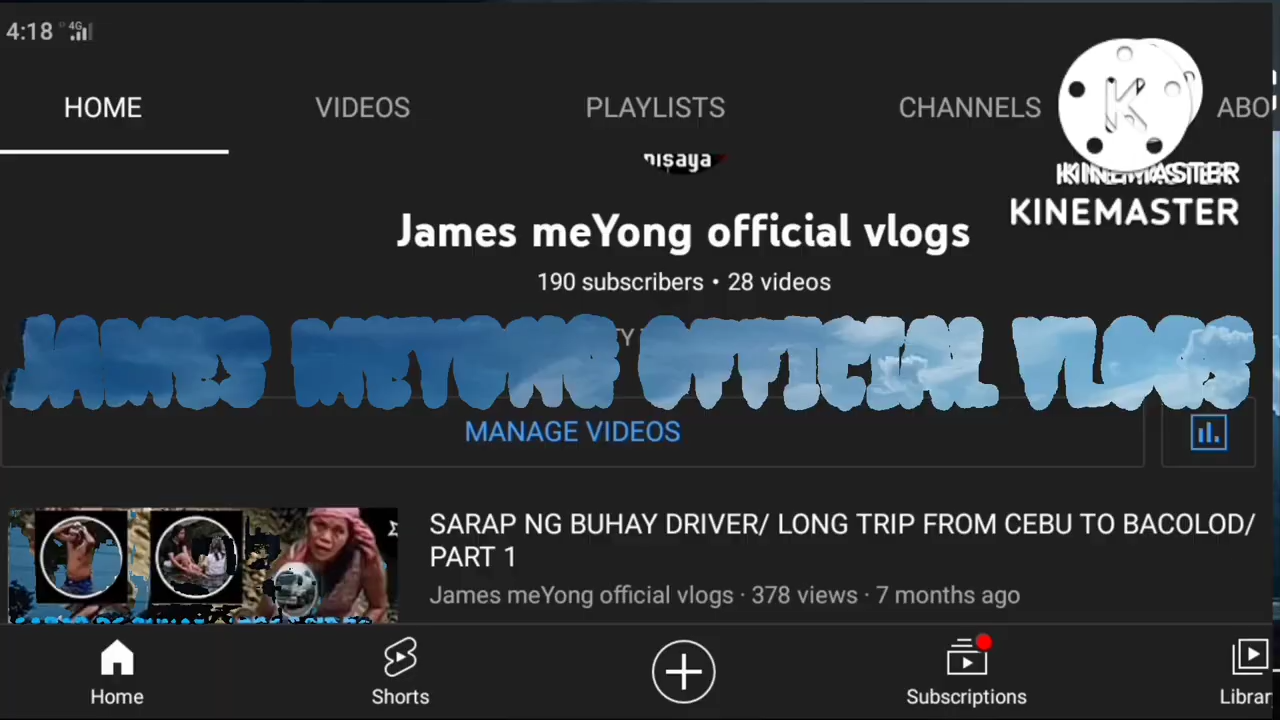 4:18 4G
HOME VIDEOS PLAYLISTS CHANNELS ABO
K
KINEMASTER
KINEMASTER
James meYong official vlogs
190 subscribers • 28 videos
JAMES MEYONG OFFICIAL VLOGS
MANAGE VIDEOS
SARAP NG BUHAY DRIVER/ LONG TRIP FROM CEBU TO BACOLOD/
PART 1
James meYong official vlogs · 378 views · 7 months ago
Home Shorts Subscriptions Librar